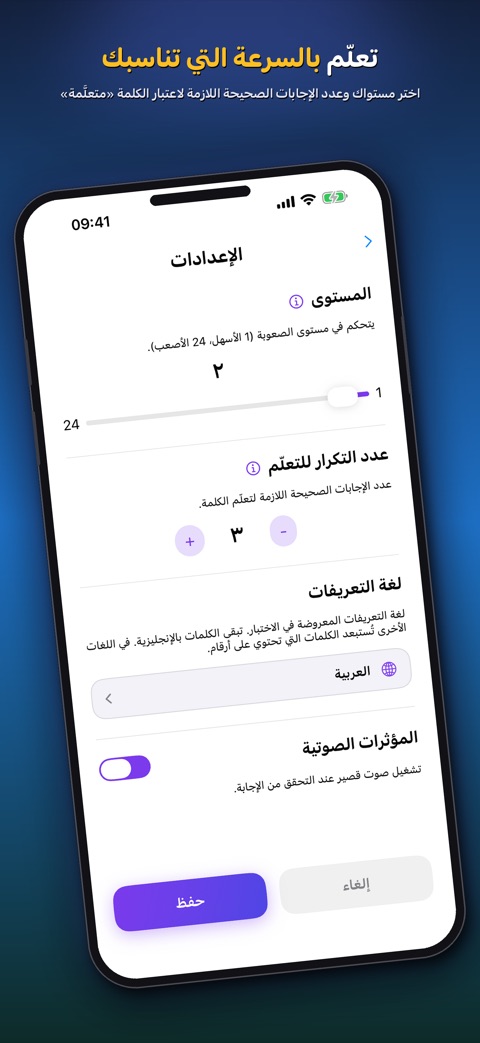 تعلّم بالسرعة التي تناسبك
اختر مستواك وعدد الإجابات الصحيحة اللازمة لاعتبار الكلمة «متعلَّمة»
09:41
الإعدادات
المستوى
يتحكم في مستوى الصعوبة (1 الأسهل، 24 الأصعب).
٢
1 24
عدد التكرار للتعلّم
عدد الإجابات الصحيحة اللازمة لتعلّم الكلمة.
- ٣ +
لغة التعريفات
لغة التعريفات المعروضة في الاختبار. تبقى الكلمات بالإنجليزية. في اللغات
الأخرى تُستبعد الكلمات التي تحتوي على أرقام.
العربية
المؤثرات الصوتية
تشغيل صوت قصير عند التحقق من الإجابة.
إلغاء حفظ